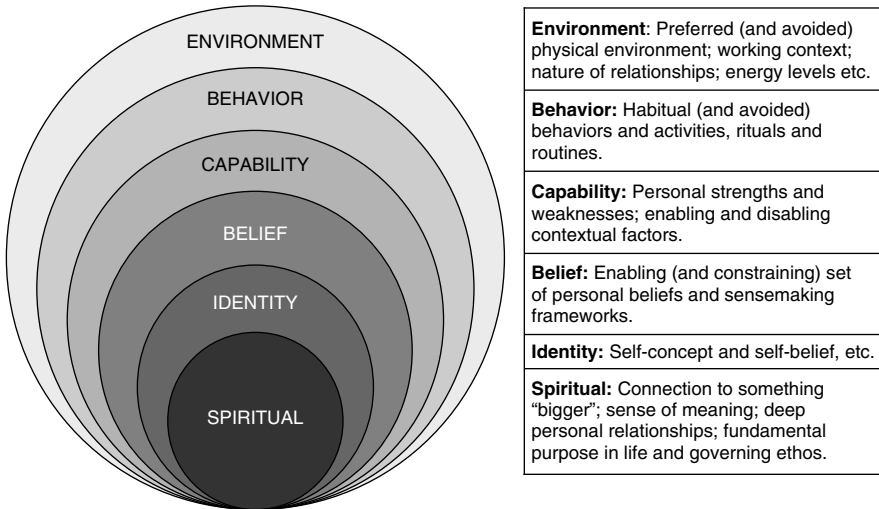 ENVIRONMENT
BEHAVIOR
CAPABILITY
BELIEF
IDENTITY
SPIRITUAL
Environment: Preferred (and avoided)
physical environment; working context;
nature of relationships; energy levels etc.
Behavior: Habitual (and avoided)
behaviors and activities, rituals and
routines.
Capability: Personal strengths and
weaknesses; enabling and disabling
contextual factors.
Belief: Enabling (and constraining) set
of personal beliefs and sensemaking
frameworks.
Identity: Self-concept and self-belief, etc.
Spiritual: Connection to something
“bigger”; sense of meaning; deep
personal relationships; fundamental
purpose in life and governing ethos.